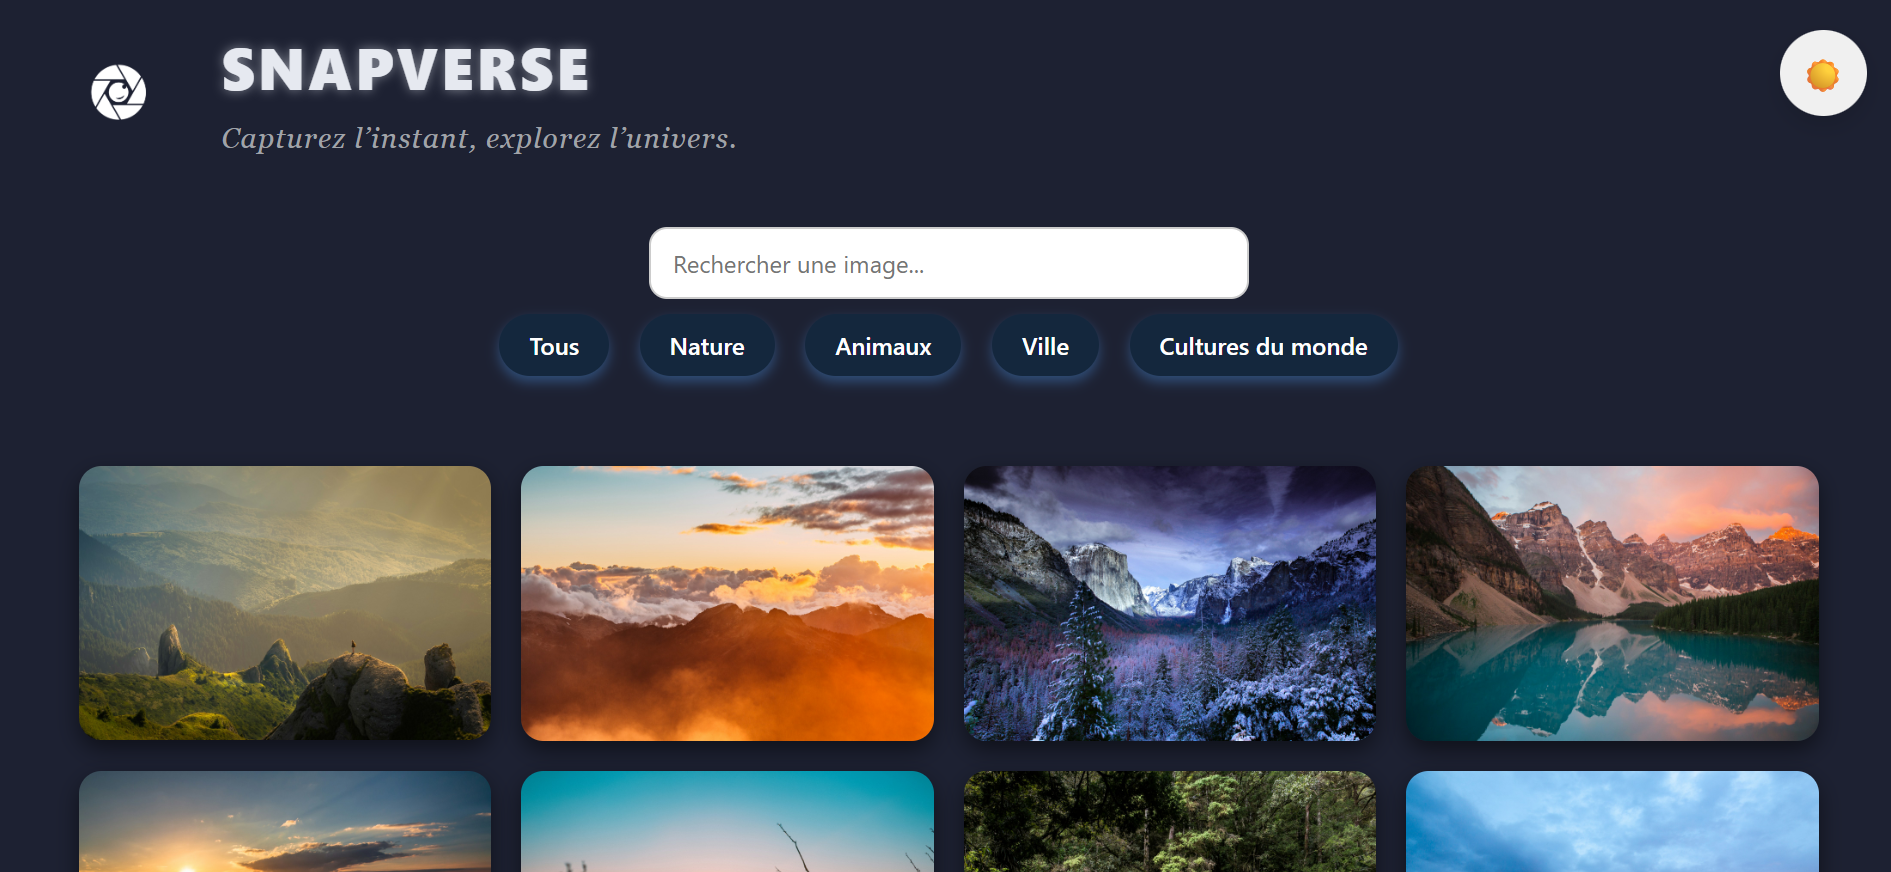 SNAPVERSE
Capturez l’instant, explorez l’univers.
Rechercher une image...
Tous
Nature
Animaux
Ville
Cultures du monde